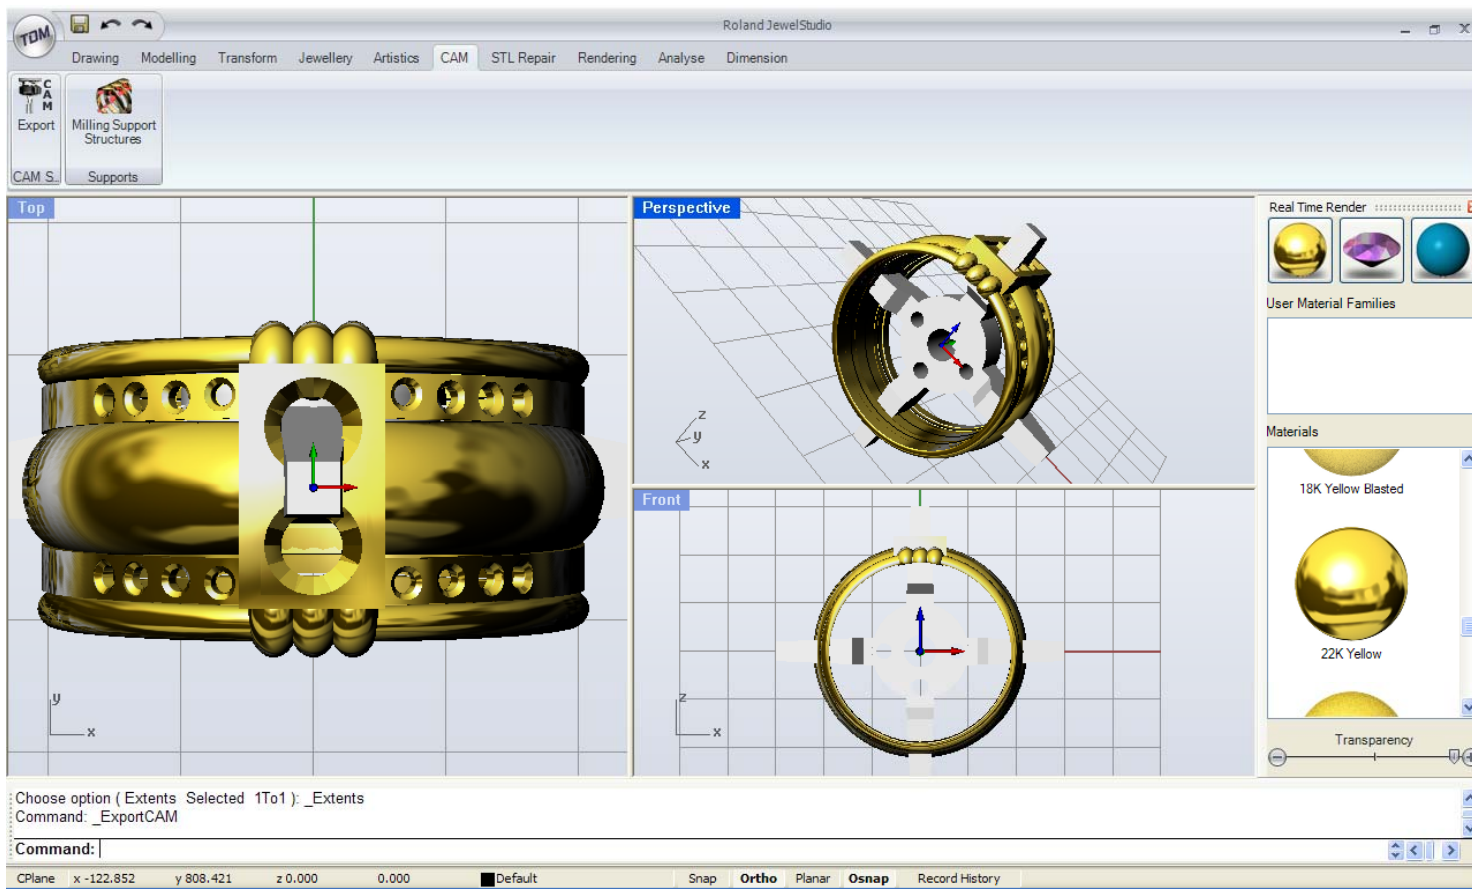 Roland JewelStudio
TDM
Drawing Modelling Transform Jewellery Artistics CAM STL Repair Rendering Analyse Dimension
CAM
Export
Milling Support
Structures
CAM S...
Supports
Top
Perspective
Front
z
y
x
y
x
z
x
Real Time Render
User Material Families
Materials
18K Yellow Blasted
22K Yellow
Transparency
Choose option ( Extents Selected 1To1 ): _Extents
Command: _ExportCAM
Command:
CPlane x -122.852 y 808.421 z 0.000 0.000 Default Snap Ortho Planar Osnap Record History